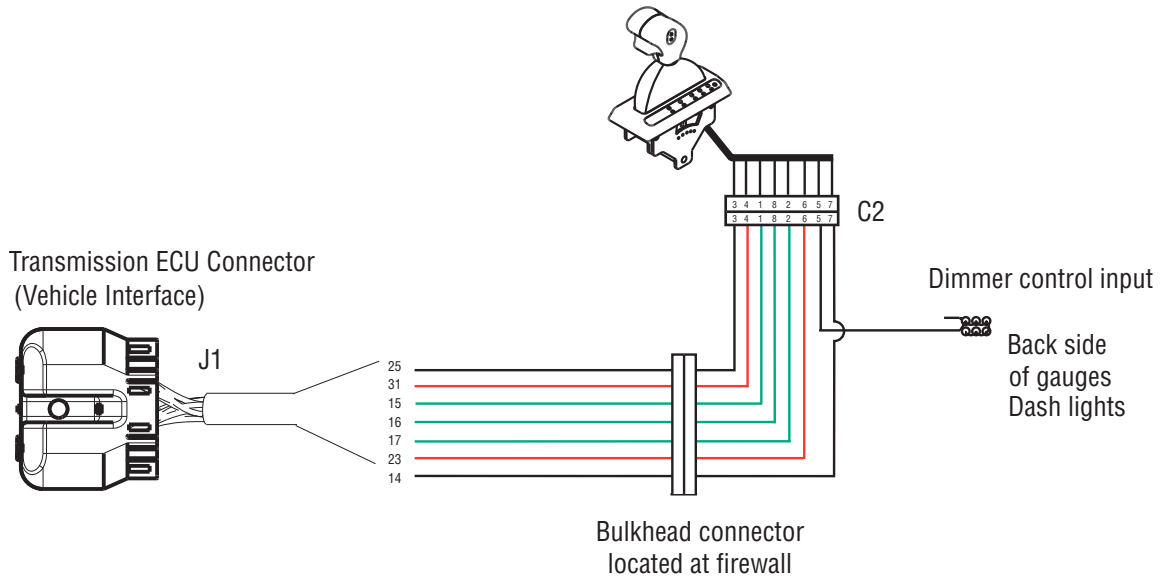 3 4 1 8 2 6 5 7
3 4 1 8 2 6 5 7
C2
Transmission ECU Connector
(Vehicle Interface)
Dimmer control input
J1
Back side
of gauges
Dash lights
25
31
15
16
17
23
14
Bulkhead connector
located at firewall